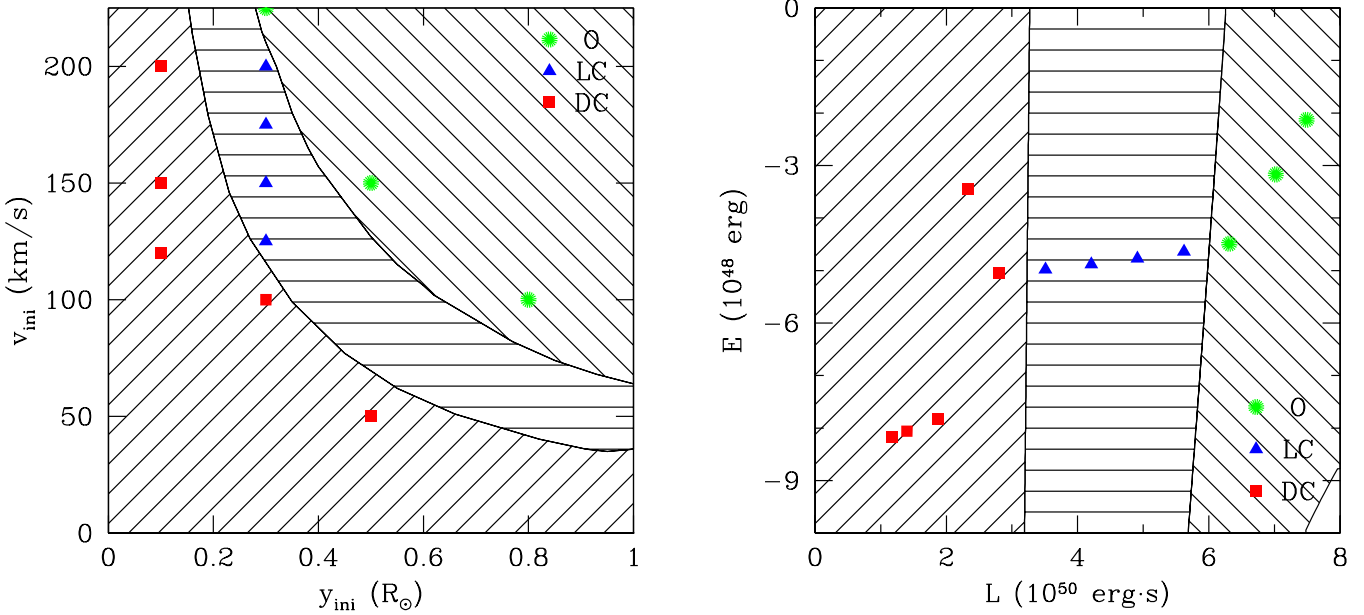 200
150
100
50
0
v_ini (km/s)
0 0.2 0.4 0.6 0.8 1
y_ini (R_⊙)
O
LC
DC
0
−3
−6
−9
E (10^48 erg)
0 2 4 6 8
L (10^50 erg·s)
O
LC
DC